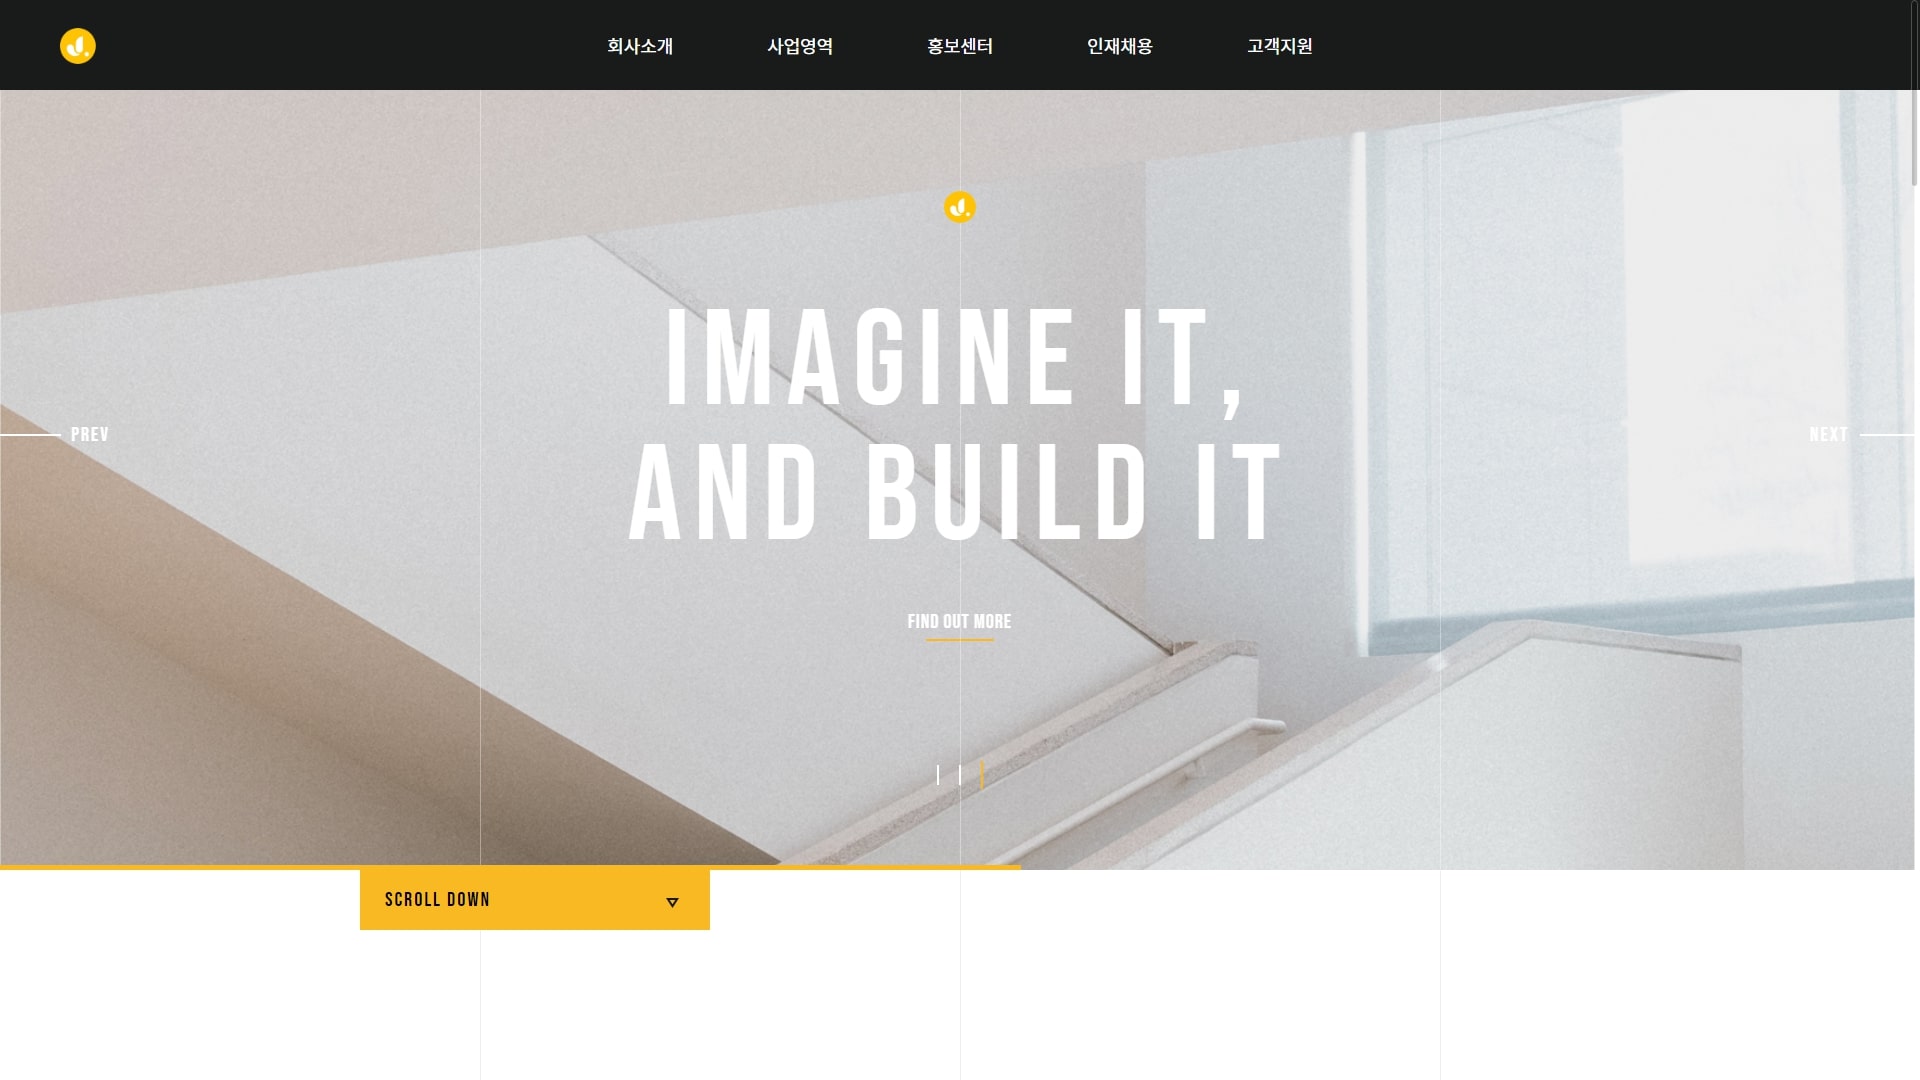 회사소개 사업영역 홍보센터 인재채용 고객지원
IMAGINE IT,
PREV
NEXT
AND BUILD IT
FIND OUT MORE
SCROLL DOWN